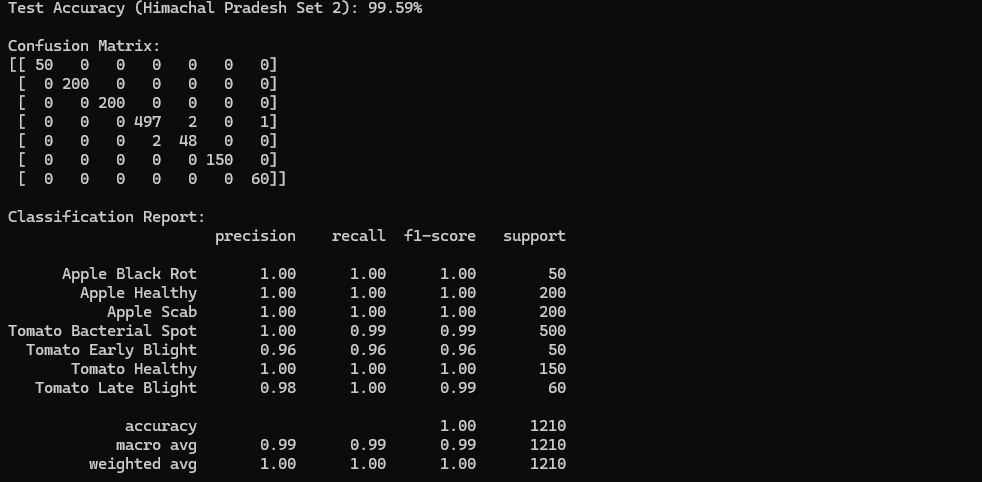 Test Accuracy (Himachal Pradesh Set 2): 99.59%
Confusion Matrix:
[[ 50   0   0   0   0   0   0]
 [  0 200   0   0   0   0   0]
 [  0   0 200   0   0   0   0]
 [  0   0   0 497   2   0   1]
 [  0   0   0   2  48   0   0]
 [  0   0   0   0   0 150   0]
 [  0   0   0   0   0   0  60]]
Classification Report:
                       precision    recall  f1-score   support
      Apple Black Rot       1.00      1.00      1.00        50
        Apple Healthy       1.00      1.00      1.00       200
           Apple Scab       1.00      1.00      1.00       200
Tomato Bacterial Spot       1.00      0.99      0.99       500
  Tomato Early Blight       0.96      0.96      0.96        50
       Tomato Healthy       1.00      1.00      1.00       150
   Tomato Late Blight       0.98      1.00      0.99        60
             accuracy                           1.00      1210
            macro avg       0.99      0.99      0.99      1210
         weighted avg       1.00      1.00      1.00      1210